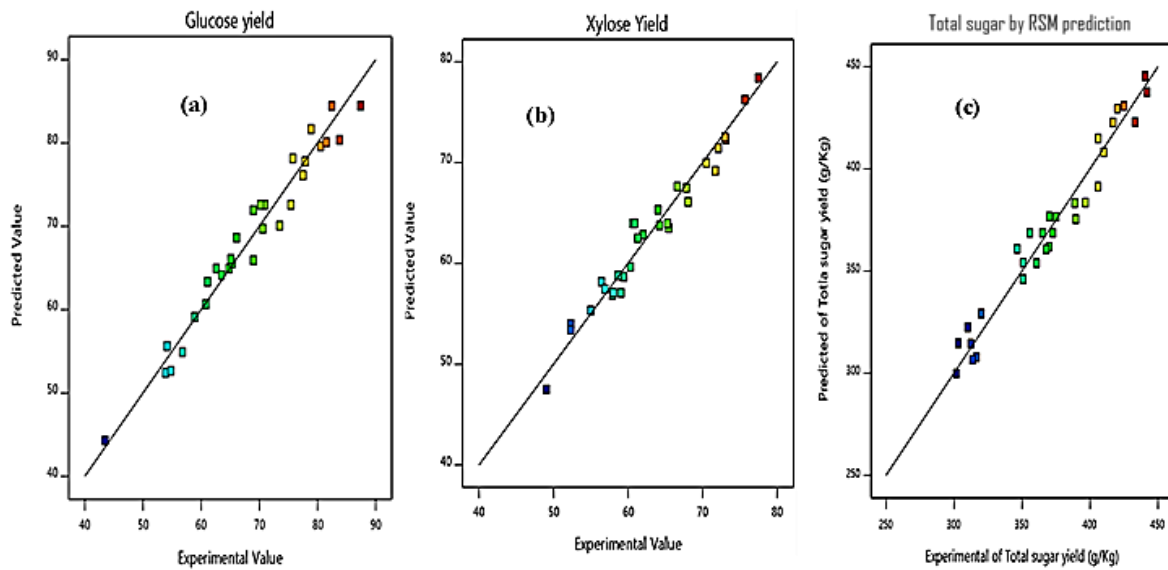 Glucose yield
90
80
70
60
50
40
(a)
Predicted Value
40 50 60 70 80 90
Experimental Value
Xylose Yield
80
70
60
50
40
(b)
Predicted Value
40 50 60 70 80
Experimental Value
Total sugar by RSM prediction
450
400
350
300
250
(c)
Predicted of Totla sugar yield (g/Kg)
250 300 350 400 450
Experimental of Total sugar yield (g/Kg)